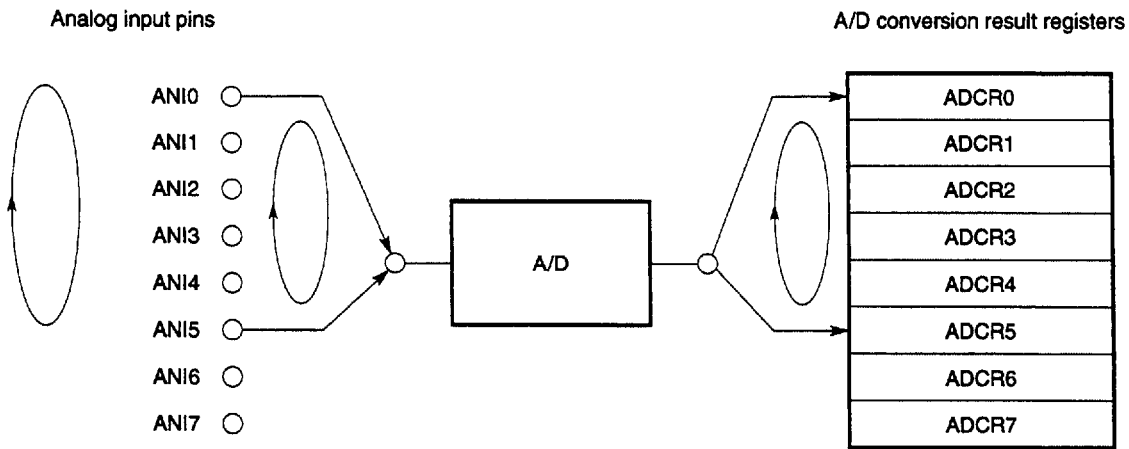 Analog input pins
A/D conversion result registers
ANI0
ANI1
ANI2
ANI3
ANI4
ANI5
ANI6
ANI7
A/D
ADCR0
ADCR1
ADCR2
ADCR3
ADCR4
ADCR5
ADCR6
ADCR7